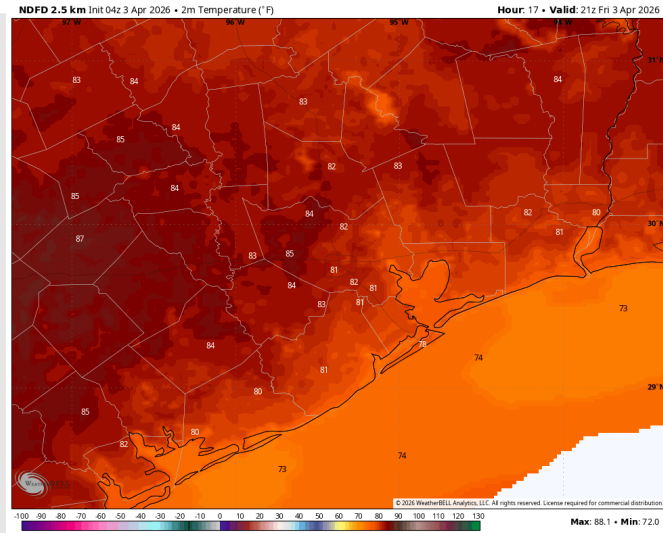 NDFD 2.5 km Init 04z 3 Apr 2026 • 2m Temperature (°F)
Hour: 17 • Valid: 21z Fri 3 Apr 2026
97°W 96°W 95°W 94°W
31°N
83 84 83 84
84
85
82 83
84
85
84 82 80
30°N
82
81
87
83 85
81
84 82 81
83 81
73
84
76
74
81
29°N
80
85
80
82
74
73
WeatherBELL
© 2026 WeatherBELL Analytics, LLC. All rights reserved. License required for commercial distribution.
-100 -90 -80 -70 -60 -50 -40 -30 -20 -10 0 10 20 30 40 50 60 70 80 90 100 110 120 130
Max: 88.1 • Min: 72.0